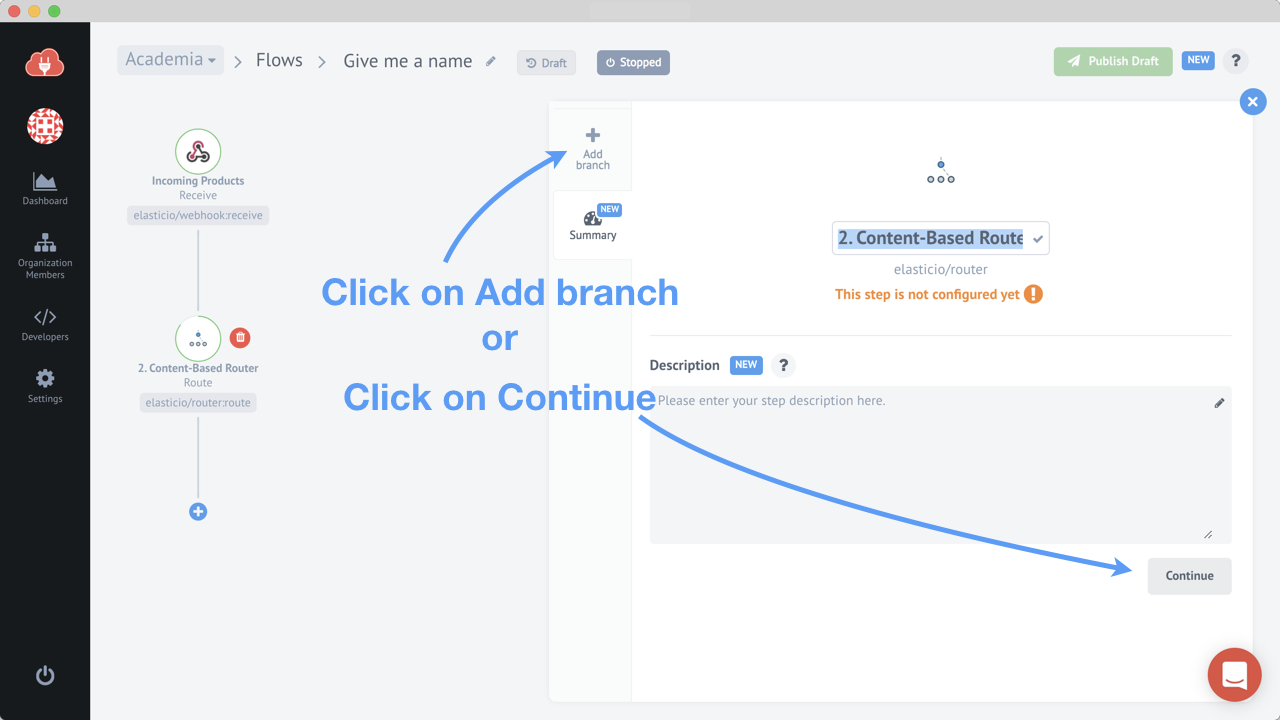 Academia
Flows
Give me a name
Draft
Stopped
Publish Draft
NEW
?
Dashboard
Organization
Members
Developers
Settings
Incoming Products
Receive
elasticio/webhook:receive
2. Content-Based Router
Route
elasticio/router:route
Add
branch
NEW
Summary
Click on Add branch
or
Click on Continue
2. Content-Based Route
elasticio/router
This step is not configured yet
Description
NEW
?
Please enter your step description here.
Continue